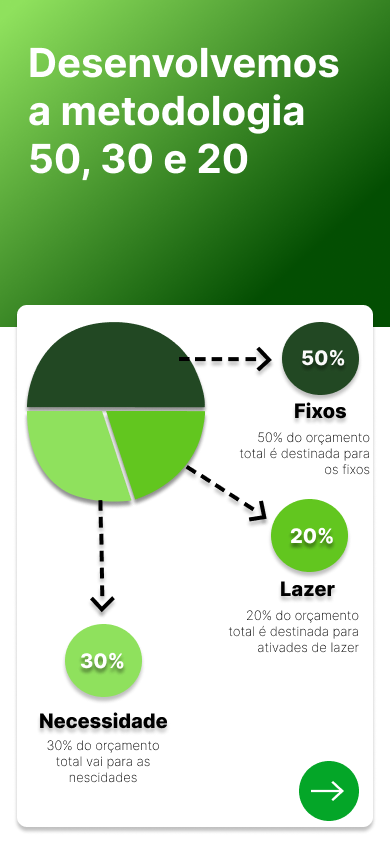 Desenvolvemos
a metodologia
50, 30 e 20
50%
Fixos
50% do orçamento
total é destinada para
os fixos
20%
Lazer
20% do orçamento
total é destinada para
ativades de lazer
30%
Necessidade
30% do orçamento
total vai para as
nescidades